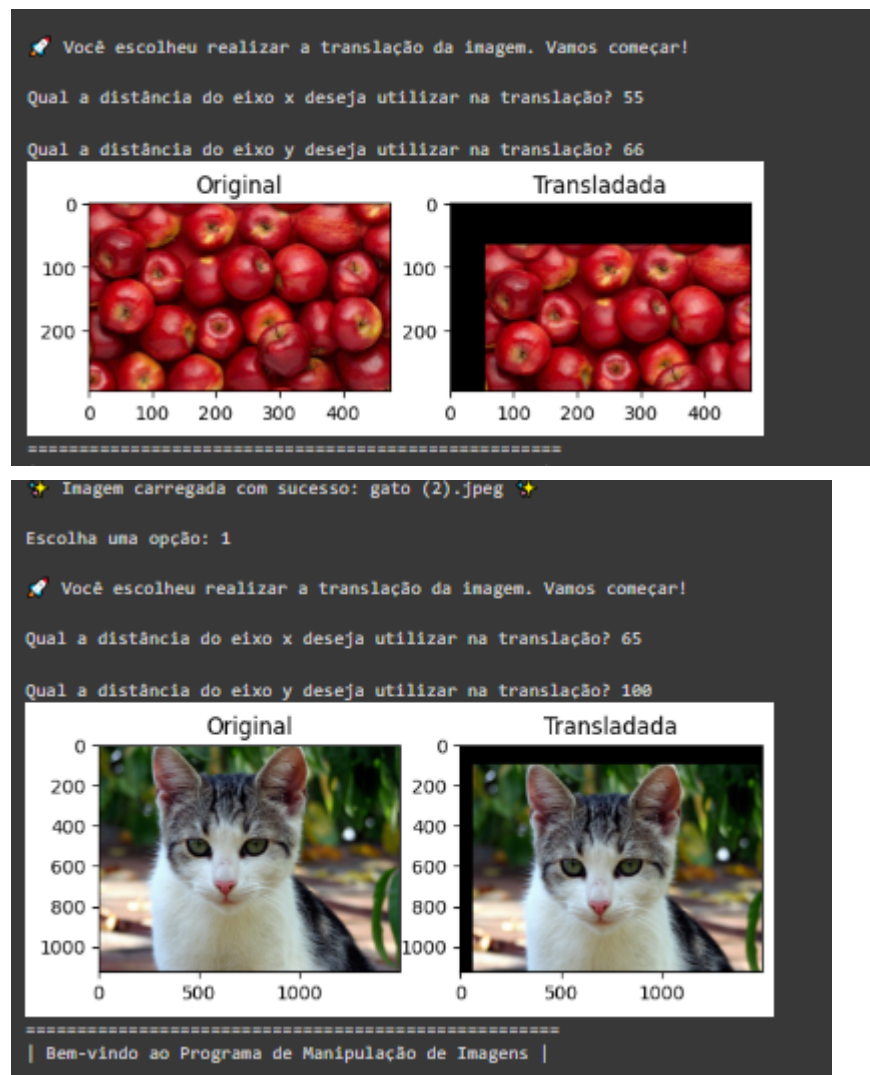 🚀 Você escolheu realizar a translação da imagem. Vamos começar!
Qual a distância do eixo x deseja utilizar na translação? 55
Qual a distância do eixo y deseja utilizar na translação? 66
Original Transladada
0 0
100 100
200 200
0 100 200 300 400 0 100 200 300 400
====================================================
✨ Imagem carregada com sucesso: gato (2).jpeg ✨
Escolha uma opção: 1
🚀 Você escolheu realizar a translação da imagem. Vamos começar!
Qual a distância do eixo x deseja utilizar na translação? 65
Qual a distância do eixo y deseja utilizar na translação? 100
Original Transladada
0 0
200 200
400 400
600 600
800 800
1000 1000
0 500 1000 0 500 1000
====================================================
| Bem-vindo ao Programa de Manipulação de Imagens |